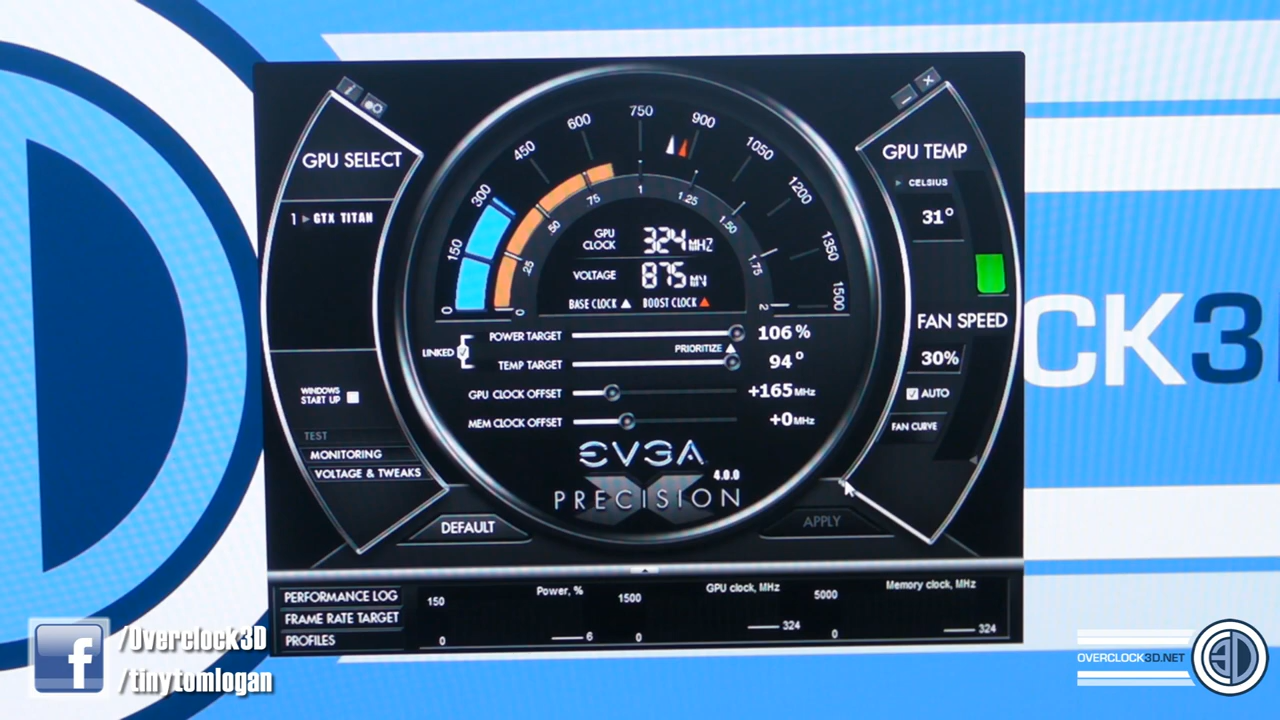 GPU SELECT
1 GTX TITAN
WINDOWS
START UP
TEST
MONITORING
VOLTAGE & TWEAKS
0
150
300
450
600
750
900
1050
1200
1350
1500
0
.25
.50
.75
1
1.25
1.50
1.75
2
GPU CLOCK 324 MHZ
VOLTAGE 875 MV
BASE CLOCK BOOST CLOCK
LINKED
POWER TARGET 106 %
PRIORITIZE
TEMP TARGET 94°
GPU CLOCK OFFSET +165 MHz
MEM CLOCK OFFSET +0 MHz
EVGA
4.0.0
PRECISION X
DEFAULT
APPLY
GPU TEMP
CELSIUS
31°
FAN SPEED
30%
AUTO
FAN CURVE
PERFORMANCE LOG
FRAME RATE TARGET
PROFILES
Power, %
150
0
6
GPU clock, MHz
1500
0
324
Memory clock, MHz
5000
0
324
CK3
f
/Overclock3D
/tinytomlogan
OVERCLOCK3D.NET
3D